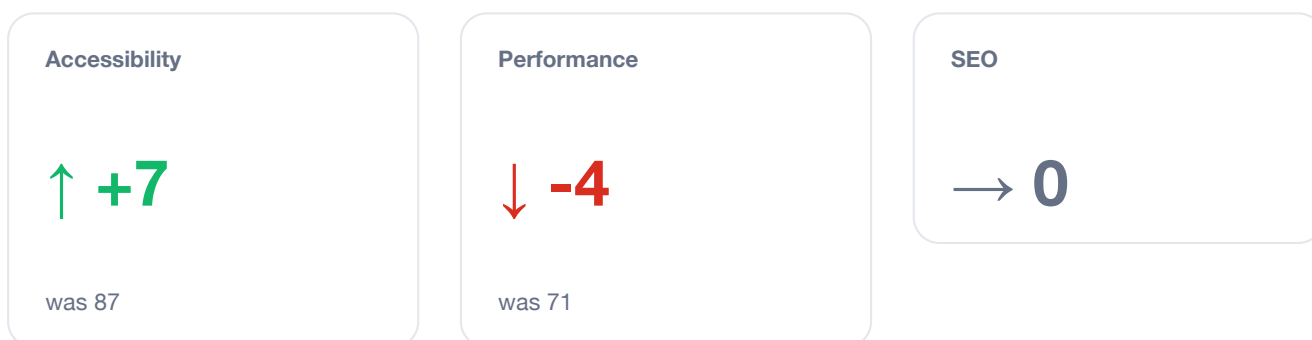 Accessibility
↑ +7
was 87
Performance
↓ -4
was 71
SEO
→ 0